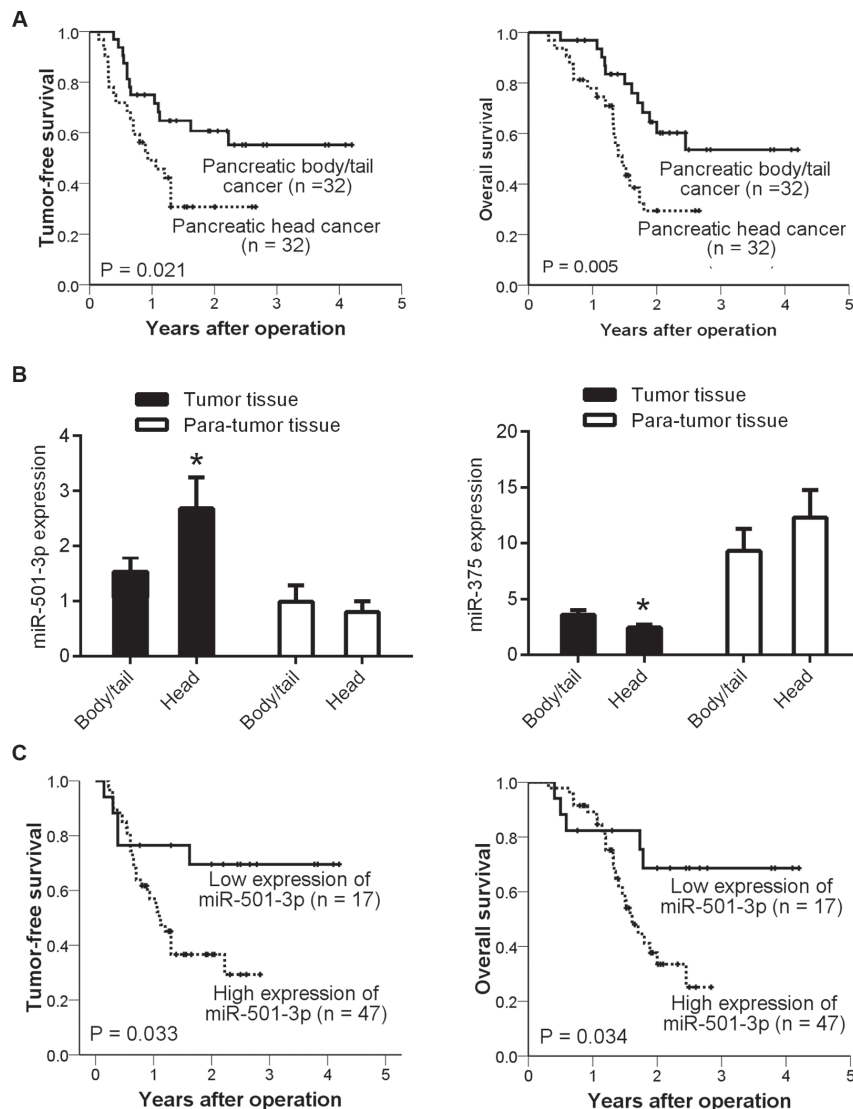 A
Tumor-free survival
1.0
0.8
0.6
0.4
0.2
0.0
Pancreatic body/tail
cancer (n =32)
Pancreatic head cancer
(n = 32)
P = 0.021
0 1 2 3 4 5
Years after operation
Overall survival
1.0
0.8
0.6
0.4
0.2
0.0
Pancreatic body/tail
cancer (n =32)
Pancreatic head cancer
(n = 32)
P = 0.005
0 1 2 3 4 5
Years after operation
B
Tumor tissue
Para-tumor tissue
miR-501-3p expression
4
3
2
1
0
*
Body/tail
Head
Body/tail
Head
Tumor tissue
Para-tumor tissue
miR-375 expression
20
15
10
5
0
*
Body/tail
Head
Body/tail
Head
C
Tumor-free survival
1.0
0.8
0.6
0.4
0.2
0.0
Low expression of
miR-501-3p (n = 17)
High expression of
miR-501-3p (n = 47)
P = 0.033
0 1 2 3 4 5
Years after operation
Overall survival
1.0
0.8
0.6
0.4
0.2
0.0
Low expression of
miR-501-3p (n = 17)
High expression of
miR-501-3p (n = 47)
P = 0.034
0 1 2 3 4 5
Years after operation